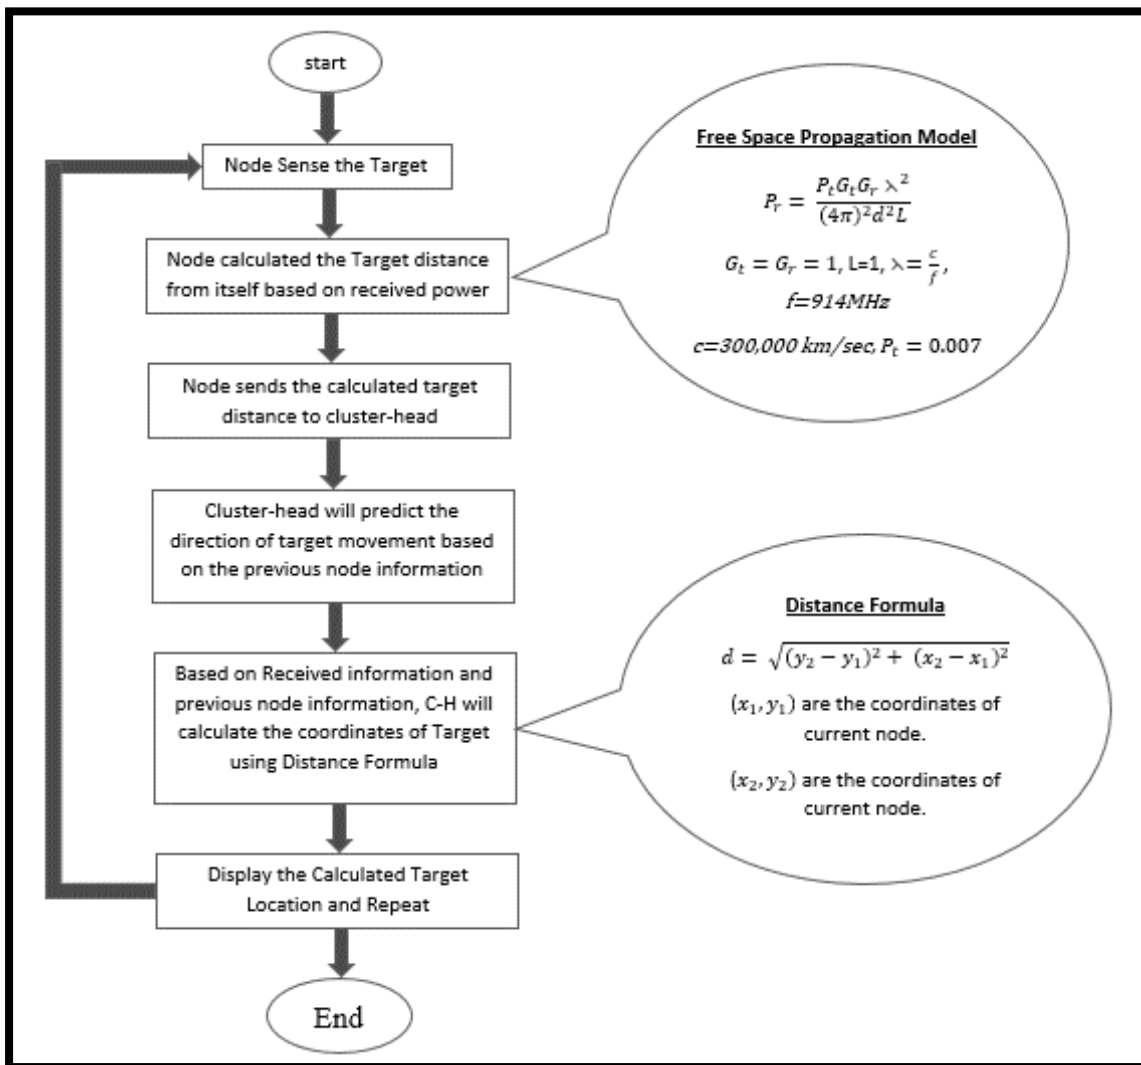 start
Node Sense the Target
Node calculated the Target distance
from itself based on received power
Node sends the calculated target
distance to cluster-head
Cluster-head will predict the
direction of target movement based
on the previous node information
Based on Received information and
previous node information, C-H will
calculate the coordinates of Target
using Distance Formula
Display the Calculated Target
Location and Repeat
End
Free Space Propagation Model
P_r = \frac{P_t G_t G_r λ^2}{(4π)^2 d^2 L}
G_t = G_r = 1, L=1, λ= \frac{c}{f},
f=914MHz
c=300,000 km/sec, P_t = 0.007
Distance Formula
d = \sqrt{(y_2 − y_1)^2 + (x_2 − x_1)^2}
(x_1, y_1) are the coordinates of
current node.
(x_2, y_2) are the coordinates of
current node.